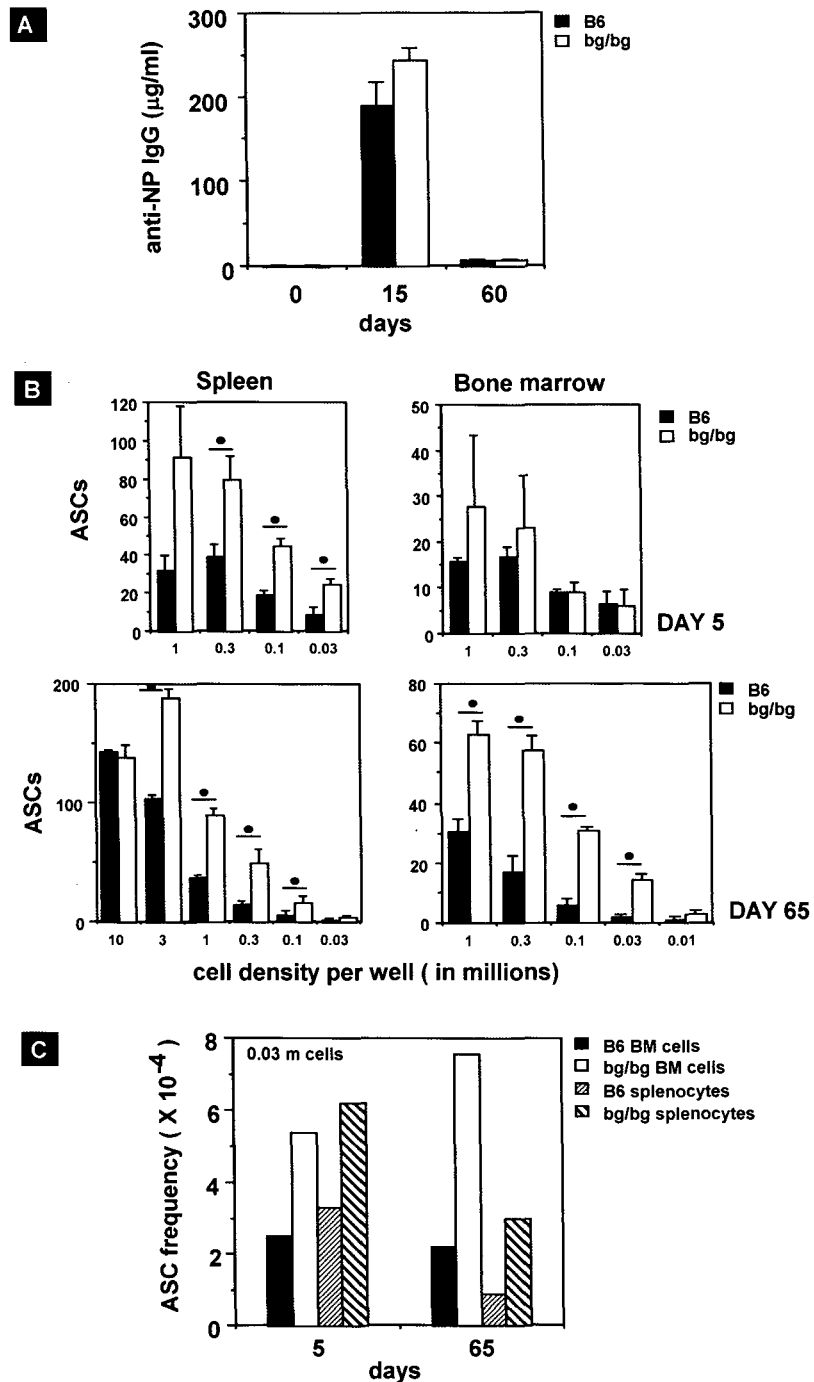 A
300
200
100
0
anti-NP IgG (µg/ml)
0 15 60
days
B6
bg/bg
B
Spleen
120
100
80
60
40
20
0
ASCs
1 0.3 0.1 0.03
Bone marrow
50
40
30
20
10
0
1 0.3 0.1 0.03
B6
bg/bg
DAY 5
200
100
0
ASCs
10 3 1 0.3 0.1 0.03
80
60
40
20
0
1 0.3 0.1 0.03 0.01
B6
bg/bg
DAY 65
cell density per well ( in millions)
C
8
6
4
2
0
ASC frequency ( X 10⁻⁴ )
0.03 m cells
5 65
days
B6 BM cells
bg/bg BM cells
B6 splenocytes
bg/bg splenocytes